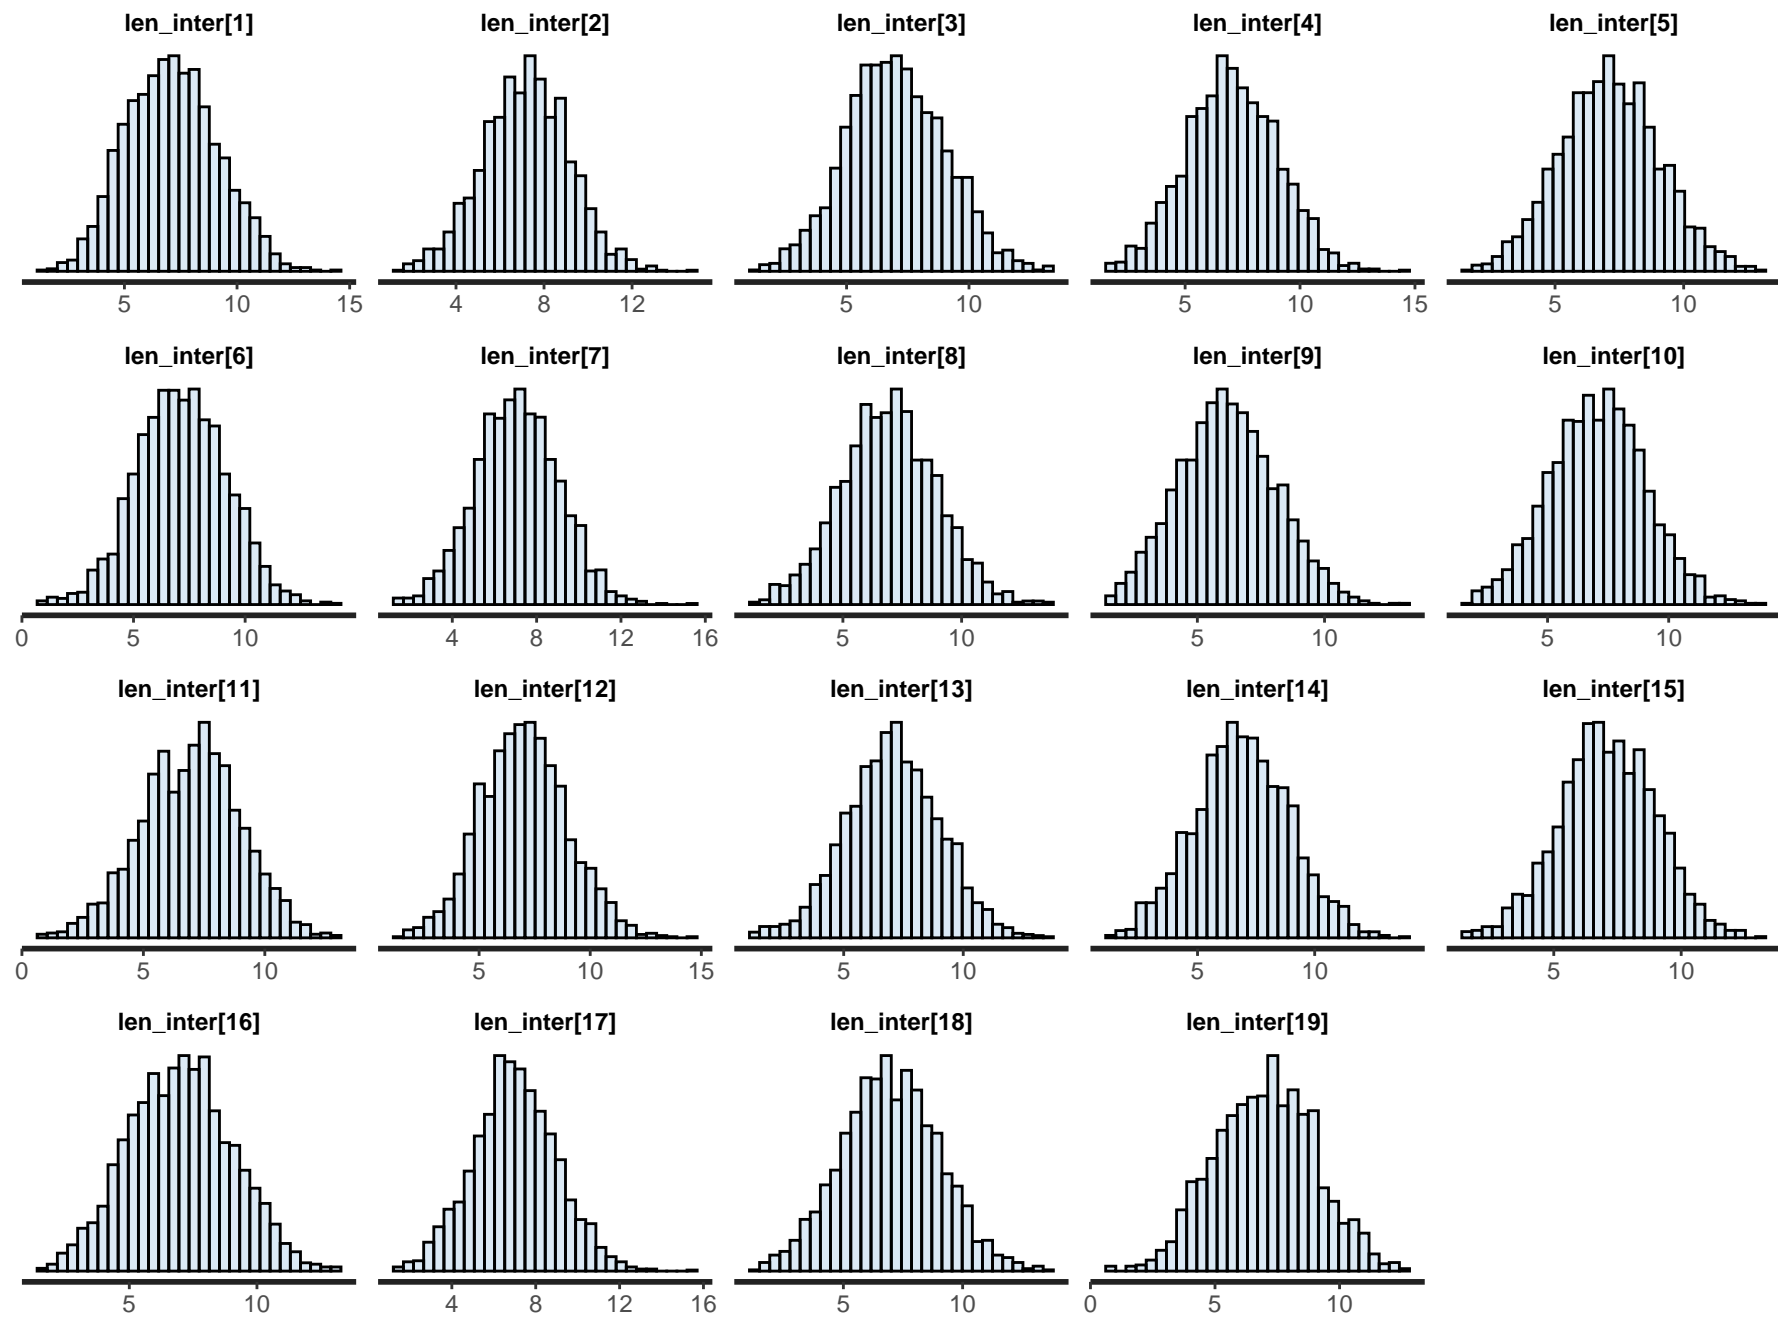 len_inter[1] len_inter[2] len_inter[3] len_inter[4] len_inter[5]
5 10 15 4 8 12 5 10 5 10 15 5 10
len_inter[6] len_inter[7] len_inter[8] len_inter[9] len_inter[10]
0 5 10 4 8 12 16 5 10 5 10 5 10
len_inter[11] len_inter[12] len_inter[13] len_inter[14] len_inter[15]
0 5 10 5 10 15 5 10 5 10 5 10
len_inter[16] len_inter[17] len_inter[18] len_inter[19]
5 10 4 8 12 16 5 10 0 5 10